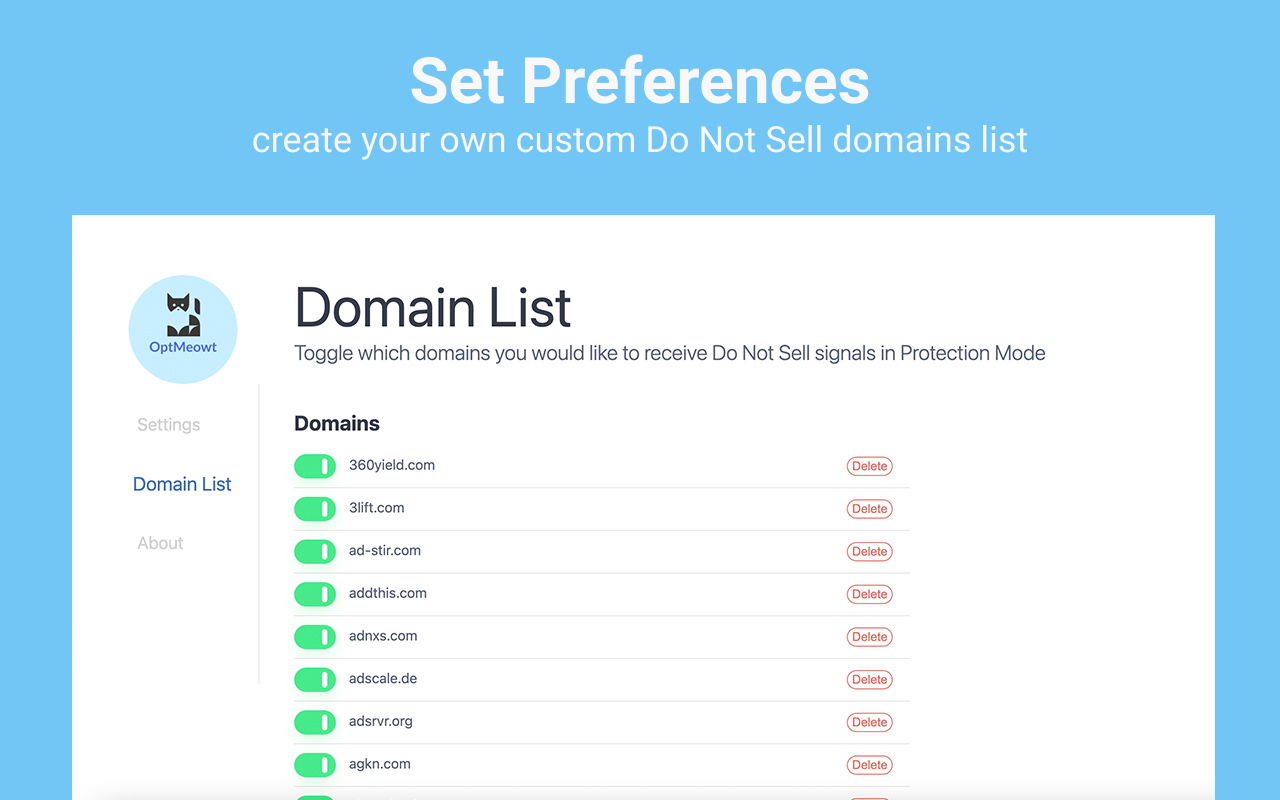 Set Preferences
create your own custom Do Not Sell domains list
OptMeowt
Domain List
Toggle which domains you would like to receive Do Not Sell signals in Protection Mode
Settings
Domain List
About
Domains
360yield.com Delete
3lift.com Delete
ad-stir.com Delete
addthis.com Delete
adnxs.com Delete
adscale.de Delete
adsrvr.org Delete
agkn.com Delete